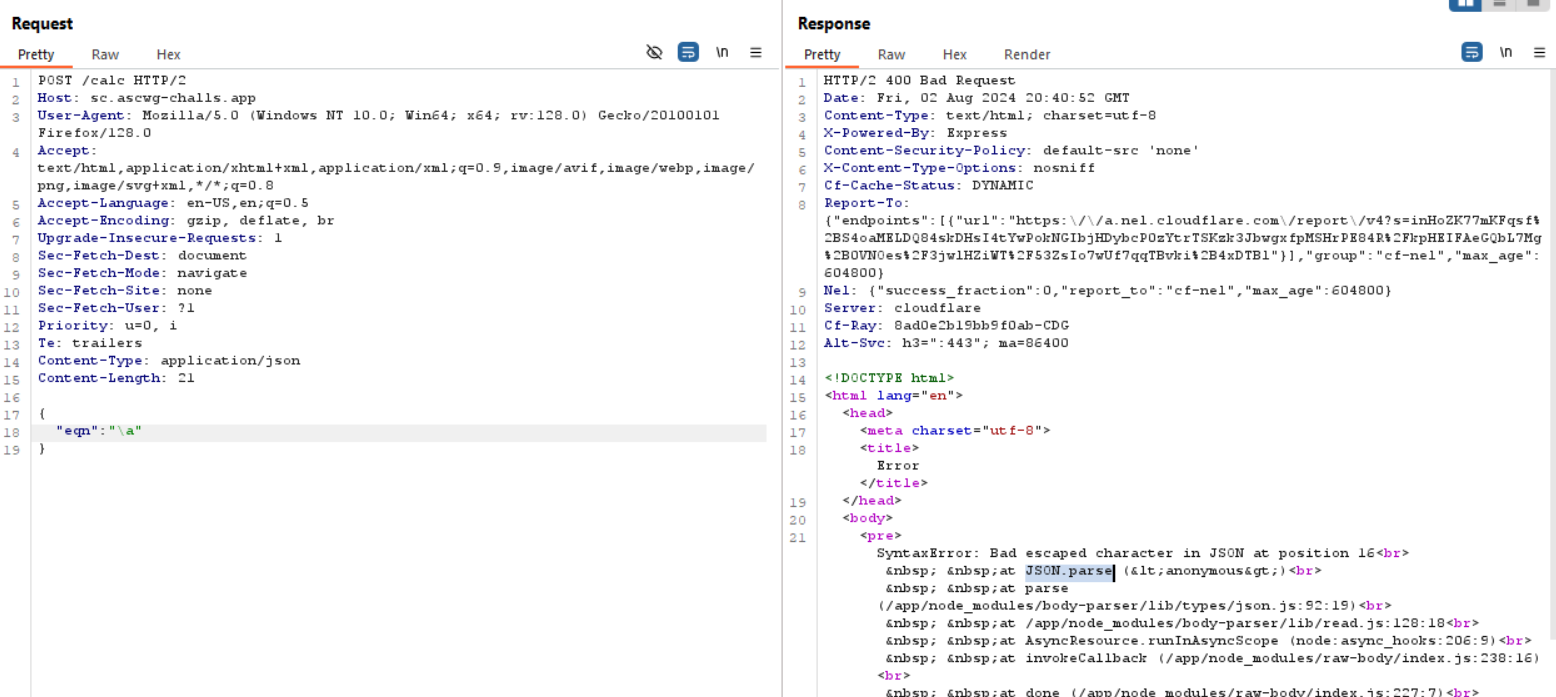 Request
Pretty Raw Hex \n
1 POST /calc HTTP/2
2 Host: sc.ascwg-challs.app
3 User-Agent: Mozilla/5.0 (Windows NT 10.0; Win64; x64; rv:128.0) Gecko/20100101
Firefox/128.0
4 Accept:
text/html,application/xhtml+xml,application/xml;q=0.9,image/avif,image/webp,image/
png,image/svg+xml,*/*;q=0.8
5 Accept-Language: en-US,en;q=0.5
6 Accept-Encoding: gzip, deflate, br
7 Upgrade-Insecure-Requests: 1
8 Sec-Fetch-Dest: document
9 Sec-Fetch-Mode: navigate
10 Sec-Fetch-Site: none
11 Sec-Fetch-User: ?1
12 Priority: u=0, i
13 Te: trailers
14 Content-Type: application/json
15 Content-Length: 21
16
17 {
18 "eqn":"\a"
19 }
Response
Pretty Raw Hex Render \n
1 HTTP/2 400 Bad Request
2 Date: Fri, 02 Aug 2024 20:40:52 GMT
3 Content-Type: text/html; charset=utf-8
4 X-Powered-By: Express
5 Content-Security-Policy: default-src 'none'
6 X-Content-Type-Options: nosniff
7 Cf-Cache-Status: DYNAMIC
8 Report-To:
{"endpoints":[{"url":"https:\/\/a.nel.cloudflare.com\/report\/v4?s=inHoZK77mKFqsf%
2BS4oaMELDQ84skDHsI4tYwPokNGIbjHDybcPOzYtrTSKzk3JbwgxfpMSHrPE84R%2FkpHEIFAeGQbL7Mg
%2B0VN0es%2F3jwlHZiWT%2F53ZsIo7wUf7qqTBvki%2B4xDTBl"}],"group":"cf-nel","max_age":
604800}
9 Nel: {"success_fraction":0,"report_to":"cf-nel","max_age":604800}
10 Server: cloudflare
11 Cf-Ray: 8ad0e2b19bb9f0ab-CDG
12 Alt-Svc: h3=":443"; ma=86400
13
14 <!DOCTYPE html>
15 <html lang="en">
16 <head>
17 <meta charset="utf-8">
18 <title>
Error
</title>
19 </head>
20 <body>
21 <pre>
SyntaxError: Bad escaped character in JSON at position 16<br>
&nbsp; &nbsp;at JSON.parse (&lt;anonymous&gt;)<br>
&nbsp; &nbsp;at parse
(/app/node_modules/body-parser/lib/types/json.js:92:19)<br>
&nbsp; &nbsp;at /app/node_modules/body-parser/lib/read.js:128:18<br>
&nbsp; &nbsp;at AsyncResource.runInAsyncScope (node:async_hooks:206:9)<br>
&nbsp; &nbsp;at invokeCallback (/app/node_modules/raw-body/index.js:238:16)
<br>
&nbsp; &nbsp;at done (/app/node_modules/raw-body/index.js:227:7)<br>